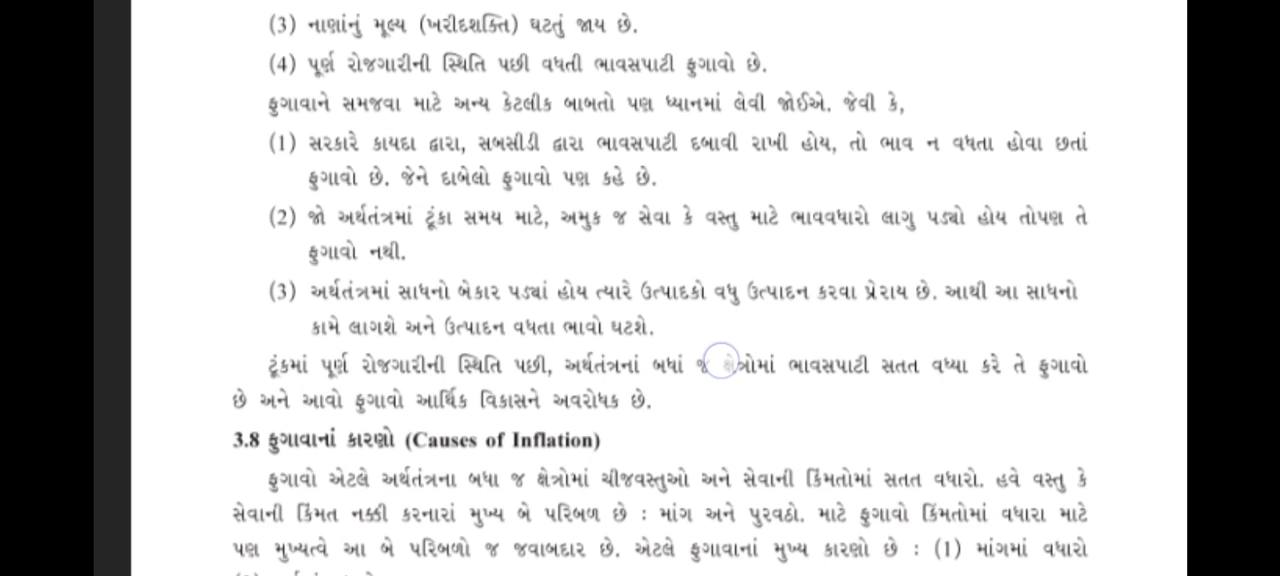 (3) નાણાંનું મૂલ્ય (ખરીદશક્તિ) ઘટતું જાય છે.
(4) પૂર્ણ રોજગારીની સ્થિતિ પછી વધતી ભાવસપાટી ફુગાવો છે.
ફુગાવાને સમજવા માટે અન્ય કેટલીક બાબતો પણ ધ્યાનમાં લેવી જોઈએ. જેવી કે,
(1) સરકારે કાયદા દ્વારા, સબસીડી દ્વારા ભાવસપાટી દબાવી રાખી હોય, તો ભાવ ન વધતા હોવા છતાં
ફુગાવો છે. જેને દાબેલો ફુગાવો પણ કહે છે.
(2) જો અર્થતંત્રમાં ટૂંકા સમય માટે, અમુક જ સેવા કે વસ્તુ માટે ભાવવધારો લાગુ પડ્યો હોય તોપણ તે
ફુગાવો નથી.
(3) અર્થતંત્રમાં સાધનો બેકાર પડ્યાં હોય ત્યારે ઉત્પાદકો વધુ ઉત્પાદન કરવા પ્રેરાય છે. આથી આ સાધનો
કામે લાગશે અને ઉત્પાદન વધતા ભાવો ઘટશે.
ટૂંકમાં પૂર્ણ રોજગારીની સ્થિતિ પછી, અર્થતંત્રનાં બધાં જ ક્ષેત્રોમાં ભાવસપાટી સતત વધ્યા કરે તે ફુગાવો
છે અને આવો ફુગાવો આર્થિક વિકાસને અવરોધક છે.
3.8 ફુગાવાનાં કારણો (Causes of Inflation)
ફુગાવો એટલે અર્થતંત્રના બધા જ ક્ષેત્રોમાં ચીજવસ્તુઓ અને સેવાની કિંમતોમાં સતત વધારો. હવે વસ્તુ કે
સેવાની કિંમત નક્કી કરનારાં મુખ્ય બે પરિબળ છે : માંગ અને પુરવઠો. માટે ફુગાવો કિંમતોમાં વધારા માટે
પણ મુખ્યત્વે આ બે પરિબળો જ જવાબદાર છે. એટલે ફુગાવાનાં મુખ્ય કારણો છે : (1) માંગમાં વધારો